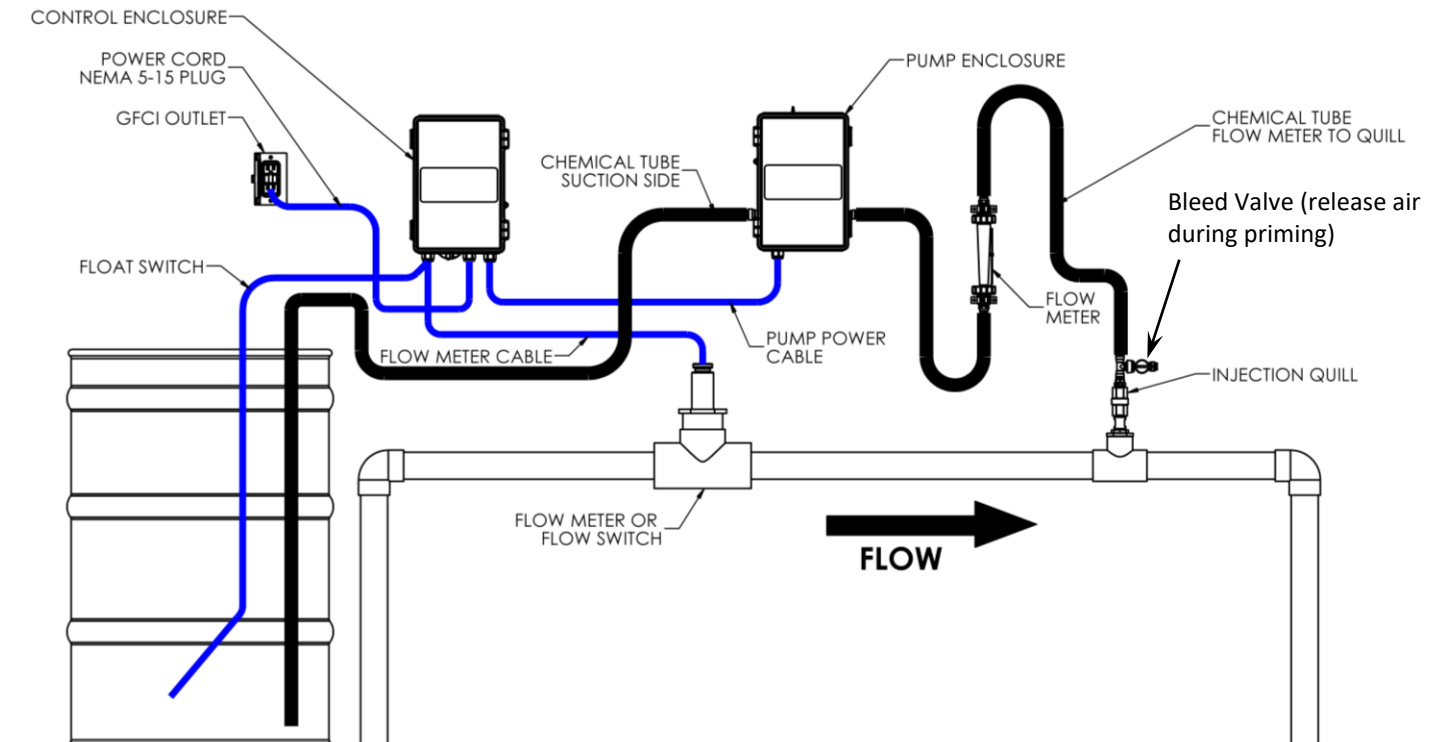 CONTROL ENCLOSURE
POWER CORD
NEMA 5-15 PLUG
GFCI OUTLET
FLOAT SWITCH
CHEMICAL TUBE
SUCTION SIDE
PUMP ENCLOSURE
CHEMICAL TUBE
FLOW METER TO QUILL
Bleed Valve (release air
during priming)
FLOW
METER
PUMP POWER
CABLE
FLOW METER CABLE
INJECTION QUILL
FLOW METER OR
FLOW SWITCH
FLOW